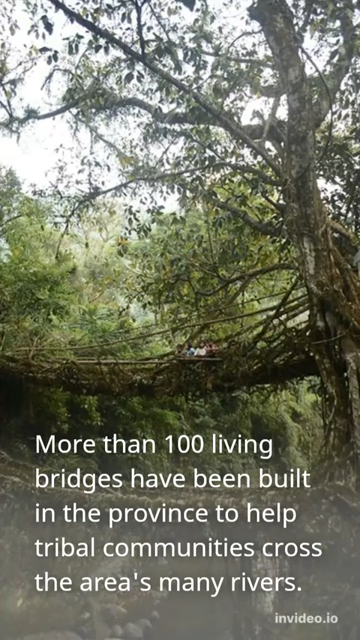 More than 100 living
bridges have been built
in the province to help
tribal communities cross
the area's many rivers.
invideo.io